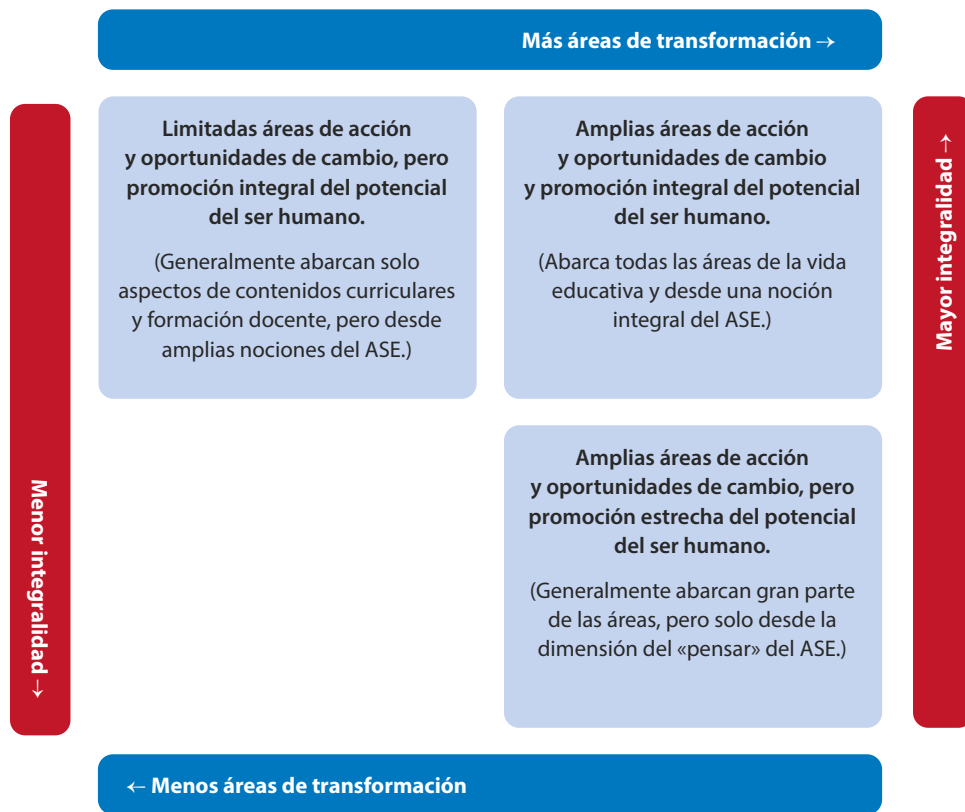 Más áreas de transformación →
Limitadas áreas de acción
y oportunidades de cambio, pero
promoción integral del potencial
del ser humano.
(Generalmente abarcan solo
aspectos de contenidos curriculares
y formación docente, pero desde
amplias nociones del ASE.)
Amplias áreas de acción
y oportunidades de cambio
y promoción integral del potencial
del ser humano.
(Abarca todas las áreas de la vida
educativa y desde una noción
integral del ASE.)
Mayor integralidad →
Menor integralidad →
Amplias áreas de acción
y oportunidades de cambio, pero
promoción estrecha del potencial
del ser humano.
(Generalmente abarcan gran parte
de las áreas, pero solo desde la
dimensión del «pensar» del ASE.)
← Menos áreas de transformación